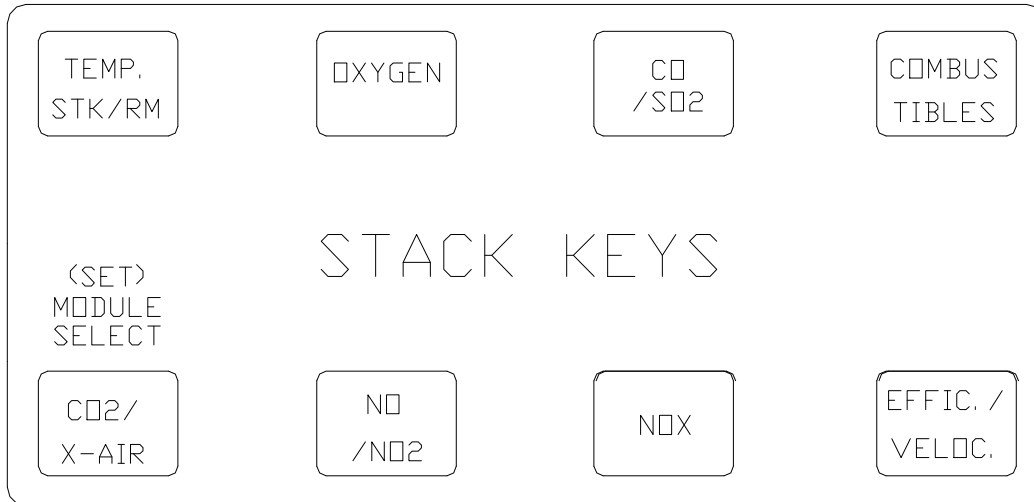 TEMP.
STK/RM
OXYGEN
CO
/SO2
COMBUS
TIBLES
STACK KEYS
(SET)
MODULE
SELECT
CO2/
X-AIR
NO
/NO2
NOX
EFFIC./
VELOC.